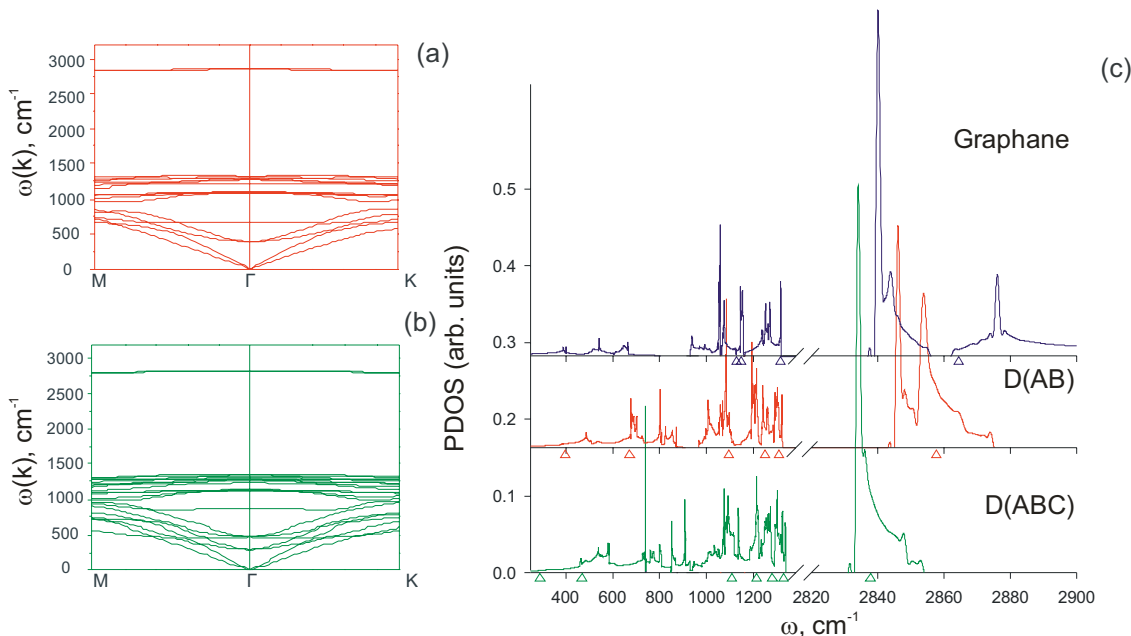 (a)
3000
2500
2000
1500
1000
500
0
ω(k), cm⁻¹
M Γ K
(b)
3000
2500
2000
1500
1000
500
0
ω(k), cm⁻¹
M Γ K
(c)
Graphane
D(AB)
D(ABC)
0.5
0.4
0.3
0.2
0.1
0.0
PDOS (arb. units)
400 600 800 1000 1200 2820 2840 2860 2880 2900
ω, cm⁻¹